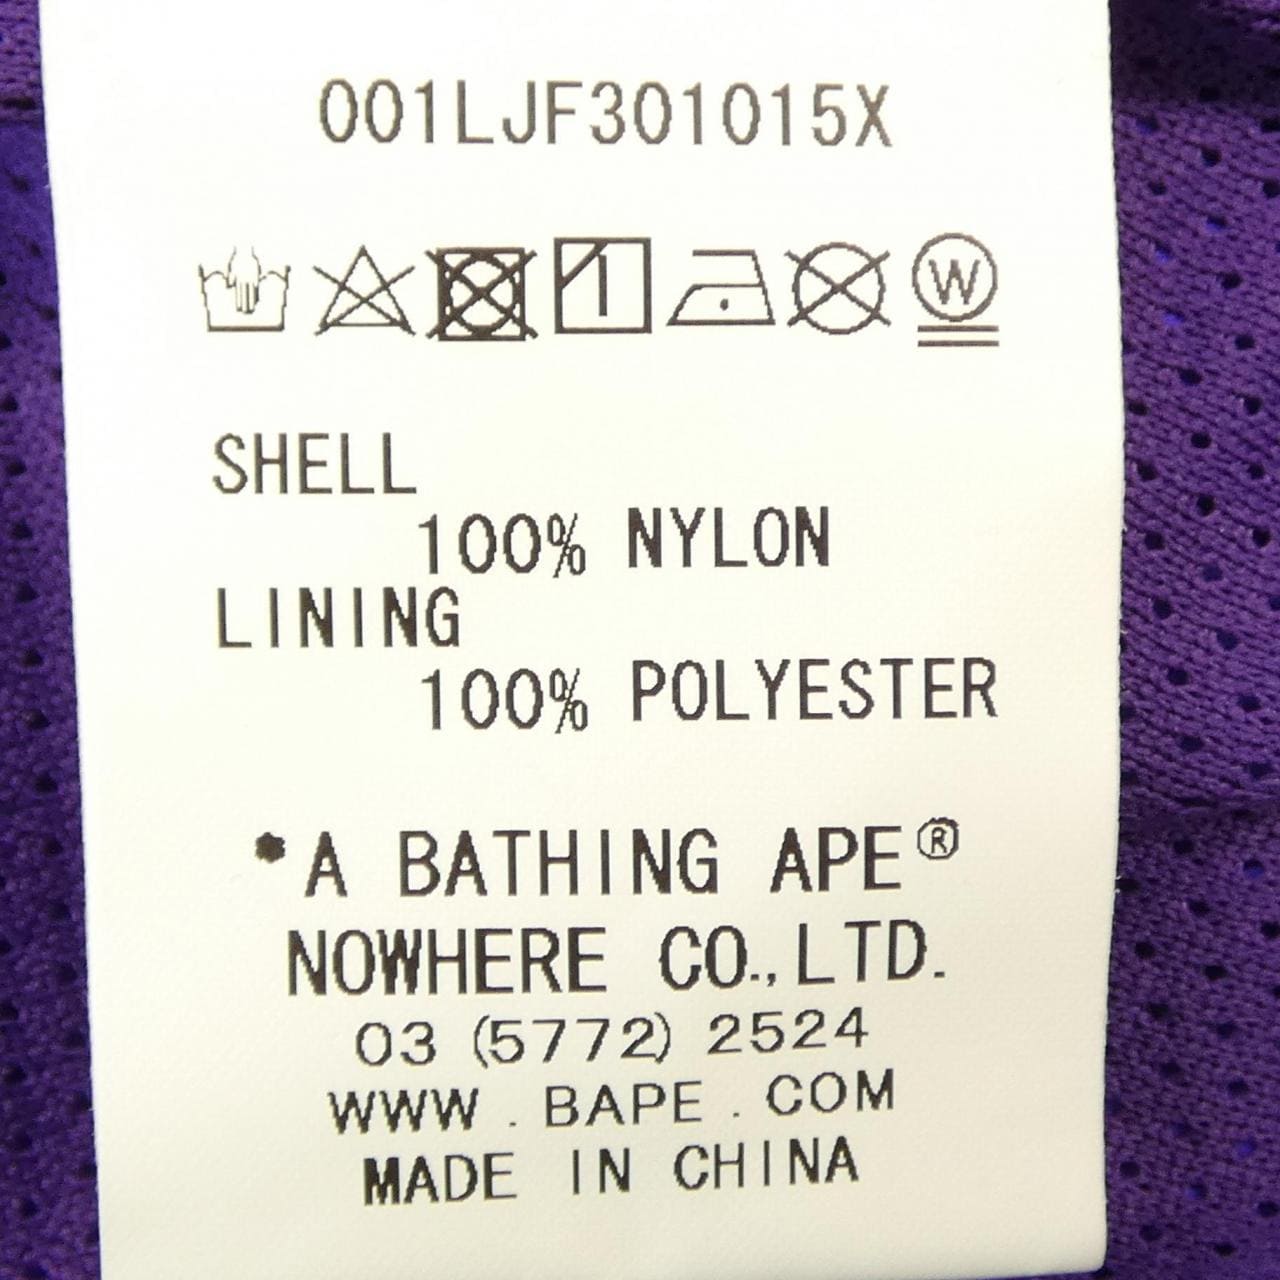 001LJF301015X
W
SHELL
100% NYLON
LINING
100% POLYESTER
*A BATHING APE®
NOWHERE CO.,LTD.
03 (5772) 2524
WWW . BAPE . COM
MADE IN CHINA